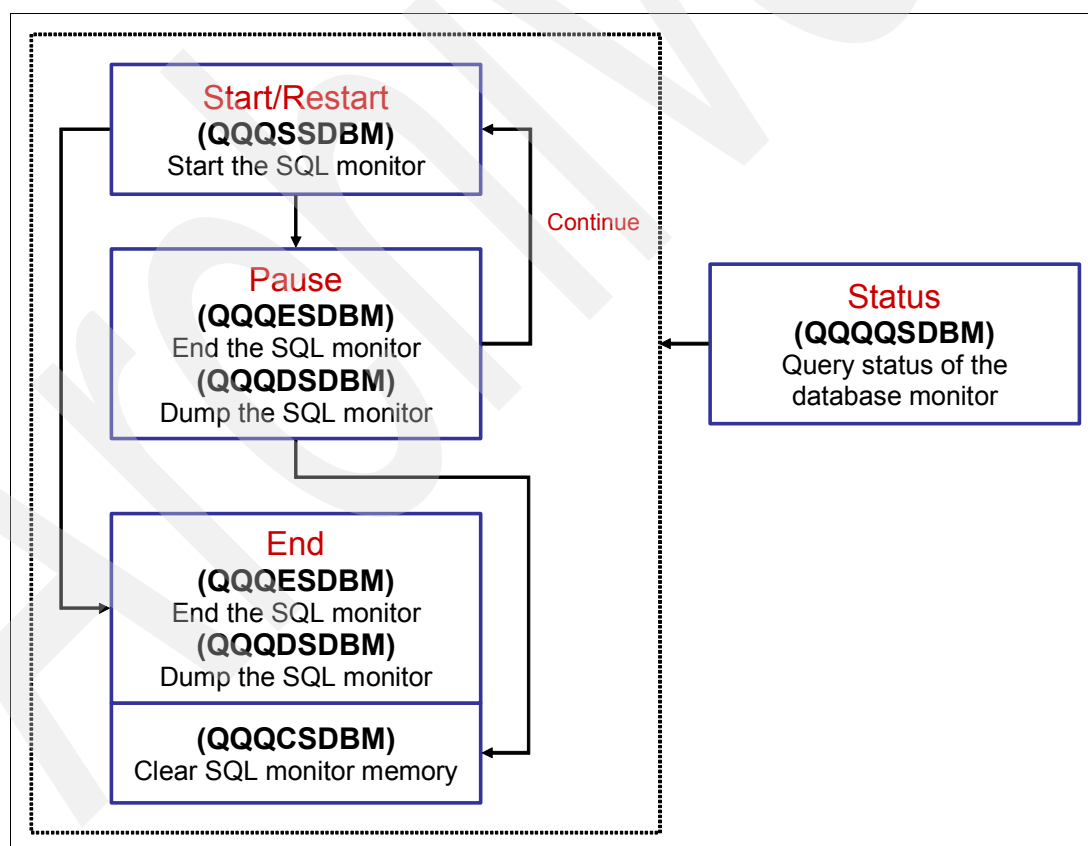 Start/Restart
(QQQSSDBM)
Start the SQL monitor
Continue
Pause
(QQQESDBM)
End the SQL monitor
(QQQDSDBM)
Dump the SQL monitor
Status
(QQQQSDBM)
Query status of the
database monitor
End
(QQQESDBM)
End the SQL monitor
(QQQDSDBM)
Dump the SQL monitor
(QQQCSDBM)
Clear SQL monitor memory